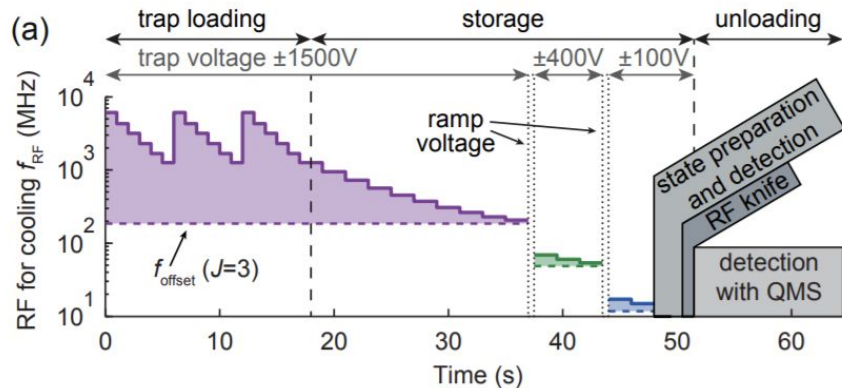 (a)
trap loading storage unloading
trap voltage ±1500V ±400V ±100V
RF for cooling f_RF (MHz)
10^4
10^3
10^2
10^1
ramp
voltage
f_offset (J=3)
state preparation
and detection
RF knife
detection
with QMS
0 10 20 30 40 50 60
Time (s)